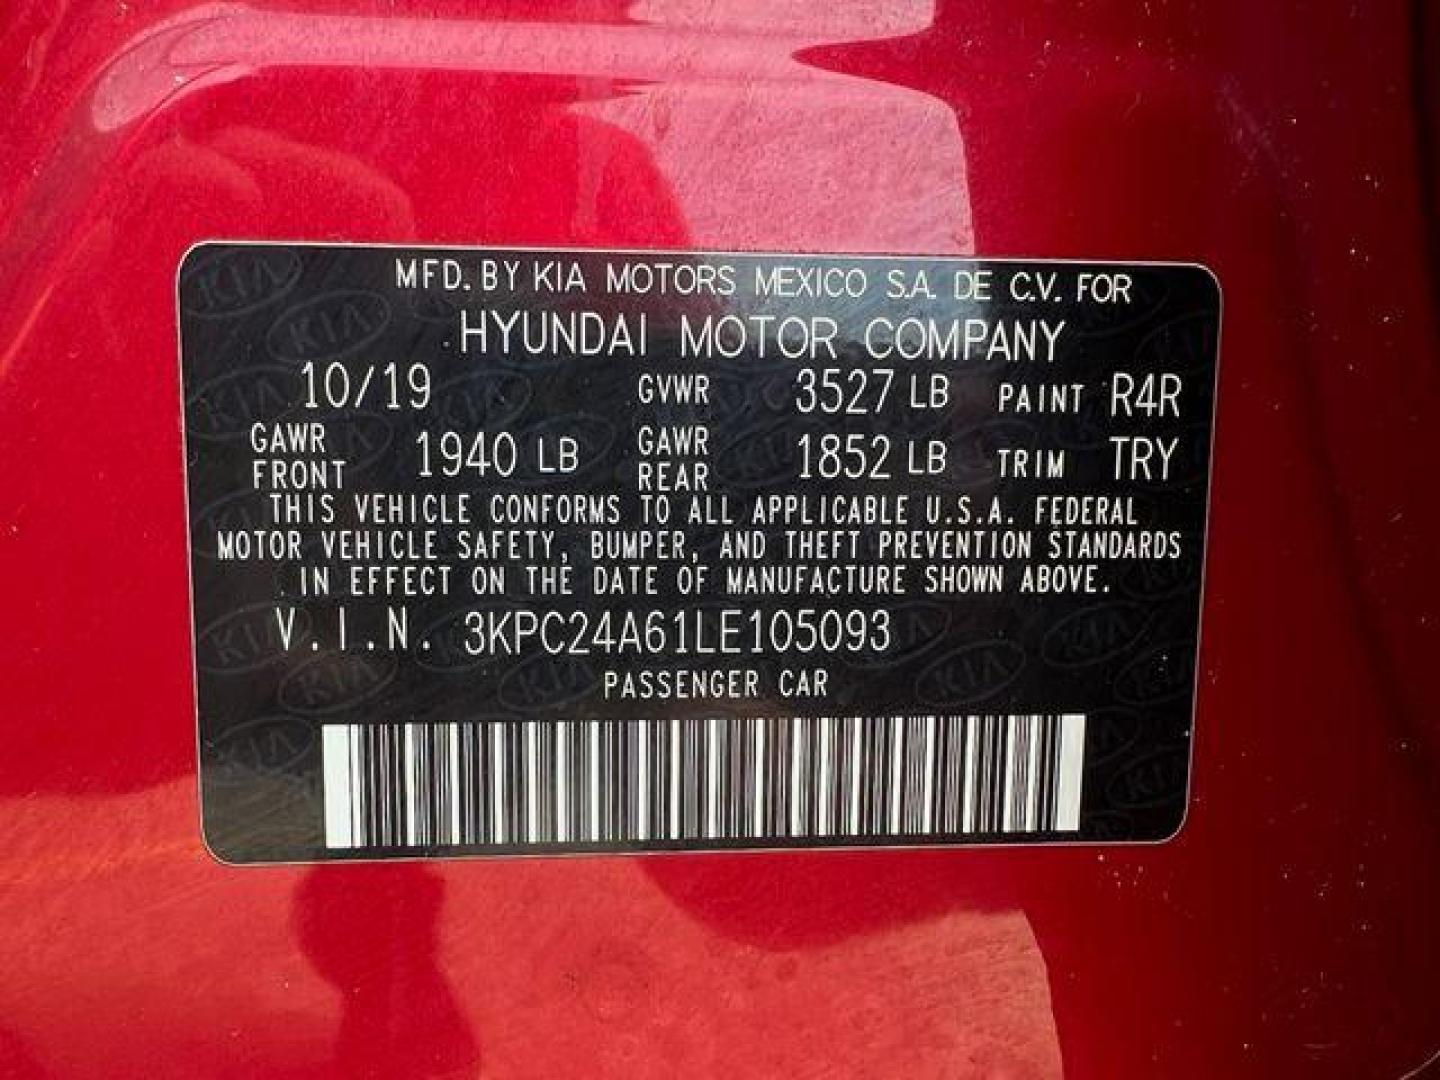 MFD. BY KIA MOTORS MEXICO S.A. DE C.V. FOR
HYUNDAI MOTOR COMPANY
10/19 GVWR 3527 LB PAINT R4R
GAWR FRONT 1940 LB GAWR REAR 1852 LB TRIM TRY
THIS VEHICLE CONFORMS TO ALL APPLICABLE U.S.A. FEDERAL
MOTOR VEHICLE SAFETY, BUMPER, AND THEFT PREVENTION STANDARDS
IN EFFECT ON THE DATE OF MANUFACTURE SHOWN ABOVE.
V.I.N. 3KPC24A61LE105093
PASSENGER CAR